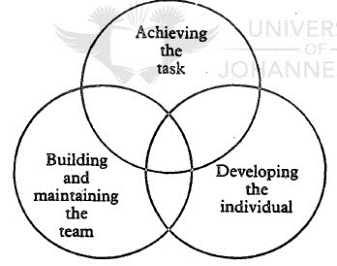 UNIVERS
OF
JOHANNE
Achieving
the
task
Building
and
maintaining
the
team
Developing
the
individual